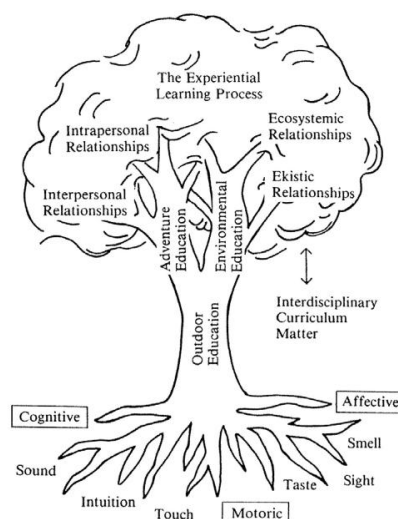 The Experiential
Learning Process
Intrapersonal
Relationships
Ecosystemic
Relationships
Interpersonal
Relationships
Ekistic
Relationships
Adventure
Education
Environmental
Education
Interdisciplinary
Curriculum
Matter
Outdoor
Education
Cognitive
Affective
Sound
Smell
Intuition
Sight
Touch
Taste
Motoric